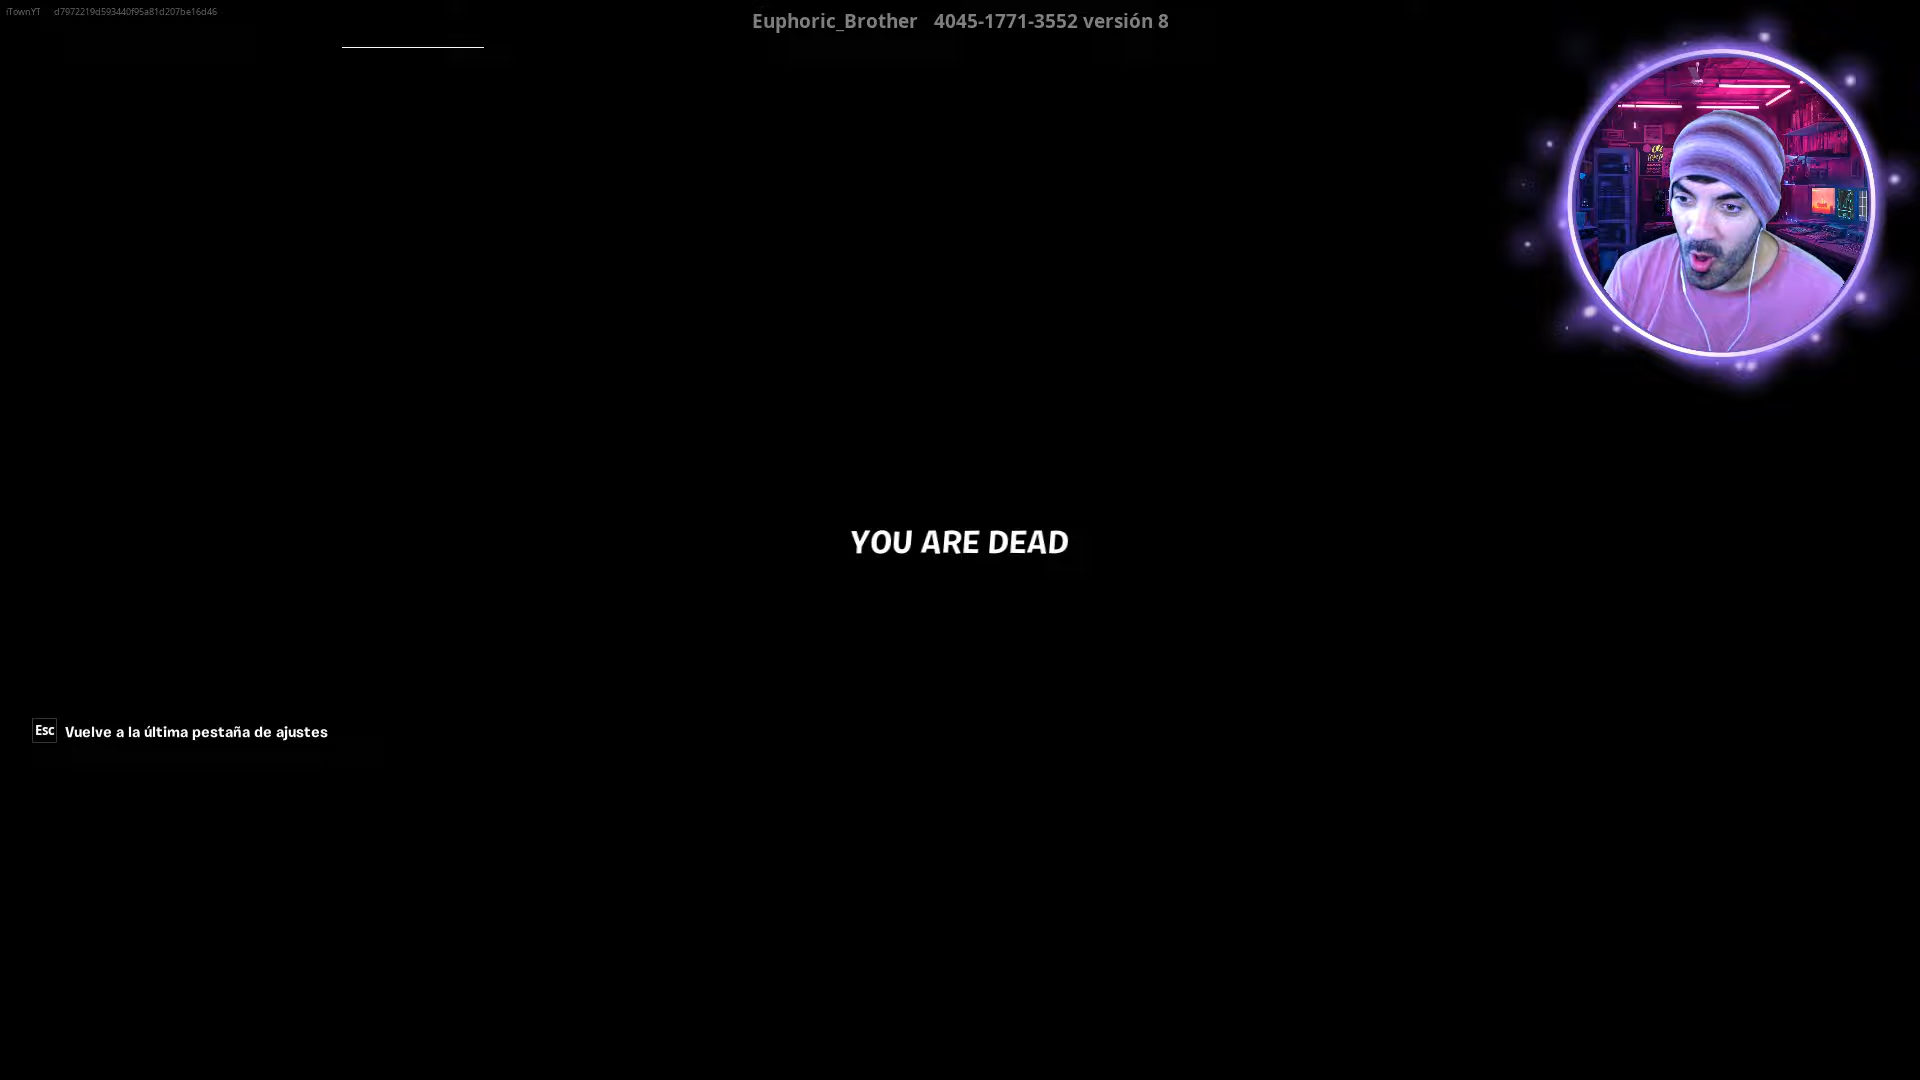 iTownYT d7972219d593440f95a81d207be16d46
Euphoric_Brother 4045-1771-3552 versión 8
YOU ARE DEAD
Esc Vuelve a la última pestaña de ajustes